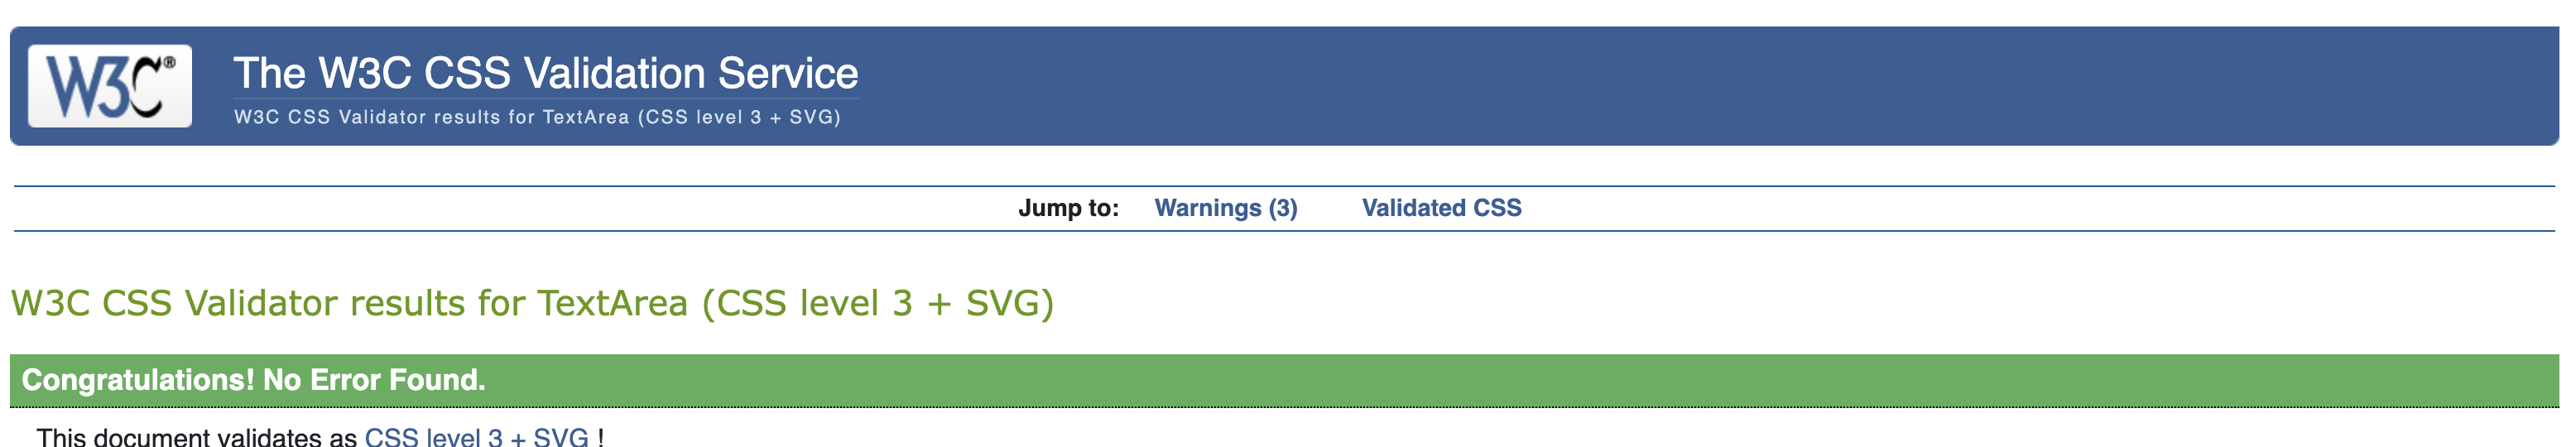 W3C®
The W3C CSS Validation Service
W3C CSS Validator results for TextArea (CSS level 3 + SVG)
Jump to: Warnings (3) Validated CSS
W3C CSS Validator results for TextArea (CSS level 3 + SVG)
Congratulations! No Error Found.
This document validates as CSS level 3 + SVG !